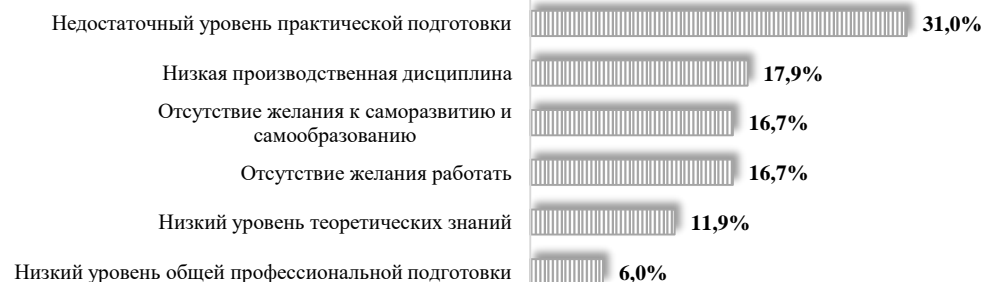 Недостаточный уровень практической подготовки 31,0%
Низкая производственная дисциплина 17,9%
Отсутствие желания к саморазвитию и
самообразованию 16,7%
Отсутствие желания работать 16,7%
Низкий уровень теоретических знаний 11,9%
Низкий уровень общей профессиональной подготовки 6,0%